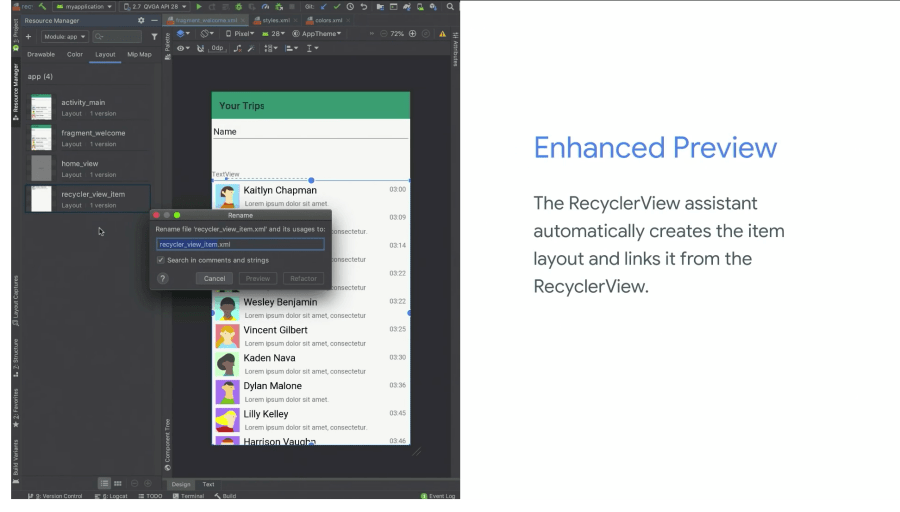 myapplication
2.7 QVGA API 28
Git:
Resource Manager
fragment_welcome.xml
styles.xml
colors.xml
Module: app
Pixel
28
AppTheme
72%
0dp
Drawable
Color
Layout
Mip Map
app (4)
activity_main
Layout 1 version
fragment_welcome
Layout 1 version
home_view
Layout 1 version
recycler_view_item
Layout 1 version
Project
Resource Manager
Layout Captures
Z: Structure
2: Favorites
Build Variants
Palette
Component Tree
Attributes
Your Trips
Name
TextView
Kaitlyn Chapman
03:00
Lorem ipsum dolor sit amet
03:09
consectetur.
03:14
consectetur
03:22
consectetur
Rename
Rename file 'recycler_view_item.xml' and its usages to:
recycler_view_item.xml
Search in comments and strings
?
Cancel
Preview
Refactor
Wesley Benjamin
03:22
Lorem ipsum dolor sit amet, consectetur.
Vincent Gilbert
03:25
Lorem ipsum dolor sit amet, consectetur
Kaden Nava
03:30
Lorem ipsum dolor sit amet, consectetur
Dylan Malone
03:36
Lorem ipsum dolor sit amet.
Lilly Kelley
03:45
Lorem ipsum dolor sit amet, consectetur.
Harrison Vaughn
03:46
Design
Text
9: Version Control
6: Logcat
TODO
Terminal
Build
Event Log
Enhanced Preview
The RecyclerView assistant
automatically creates the item
layout and links it from the
RecyclerView.